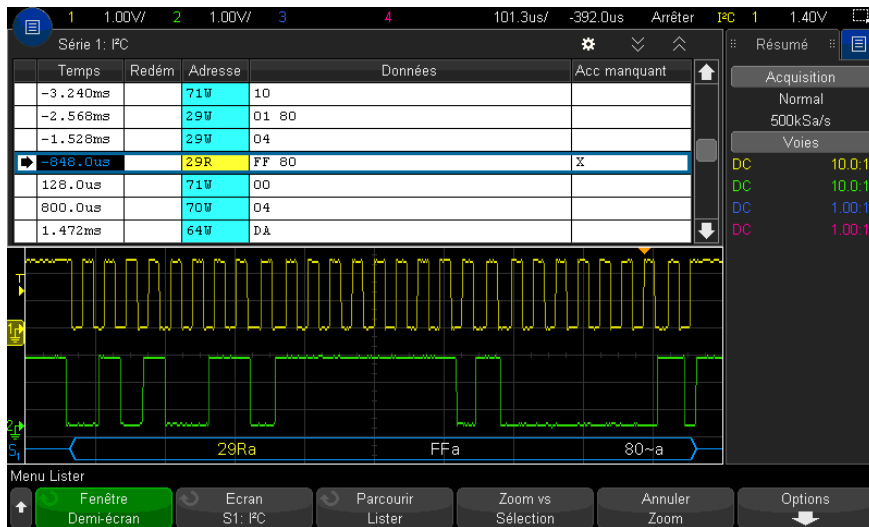 1 1.00V/ 2 1.00V/ 3 4 101.3us/ -392.0us Arrêter I²C 1 1.40V
Série 1: I²C
Résumé
Temps Redém Adresse Données Acc manquant
-3.240ms 71W 10
-2.568ms 29W 01 80
-1.528ms 29W 04
-848.0us 29R FF 80 X
128.0us 71W 00
800.0us 70W 04
1.472ms 64W DA
Acquisition
Normal
500kSa/s
Voies
DC 10.0:1
DC 10.0:1
DC 1.00:1
DC 1.00:1
T
1
2
S1 29Ra FFa 80~a
Menu Lister
Fenêtre
Demi-écran
Ecran
S1: I²C
Parcourir
Lister
Zoom vs
Sélection
Annuler
Zoom
Options